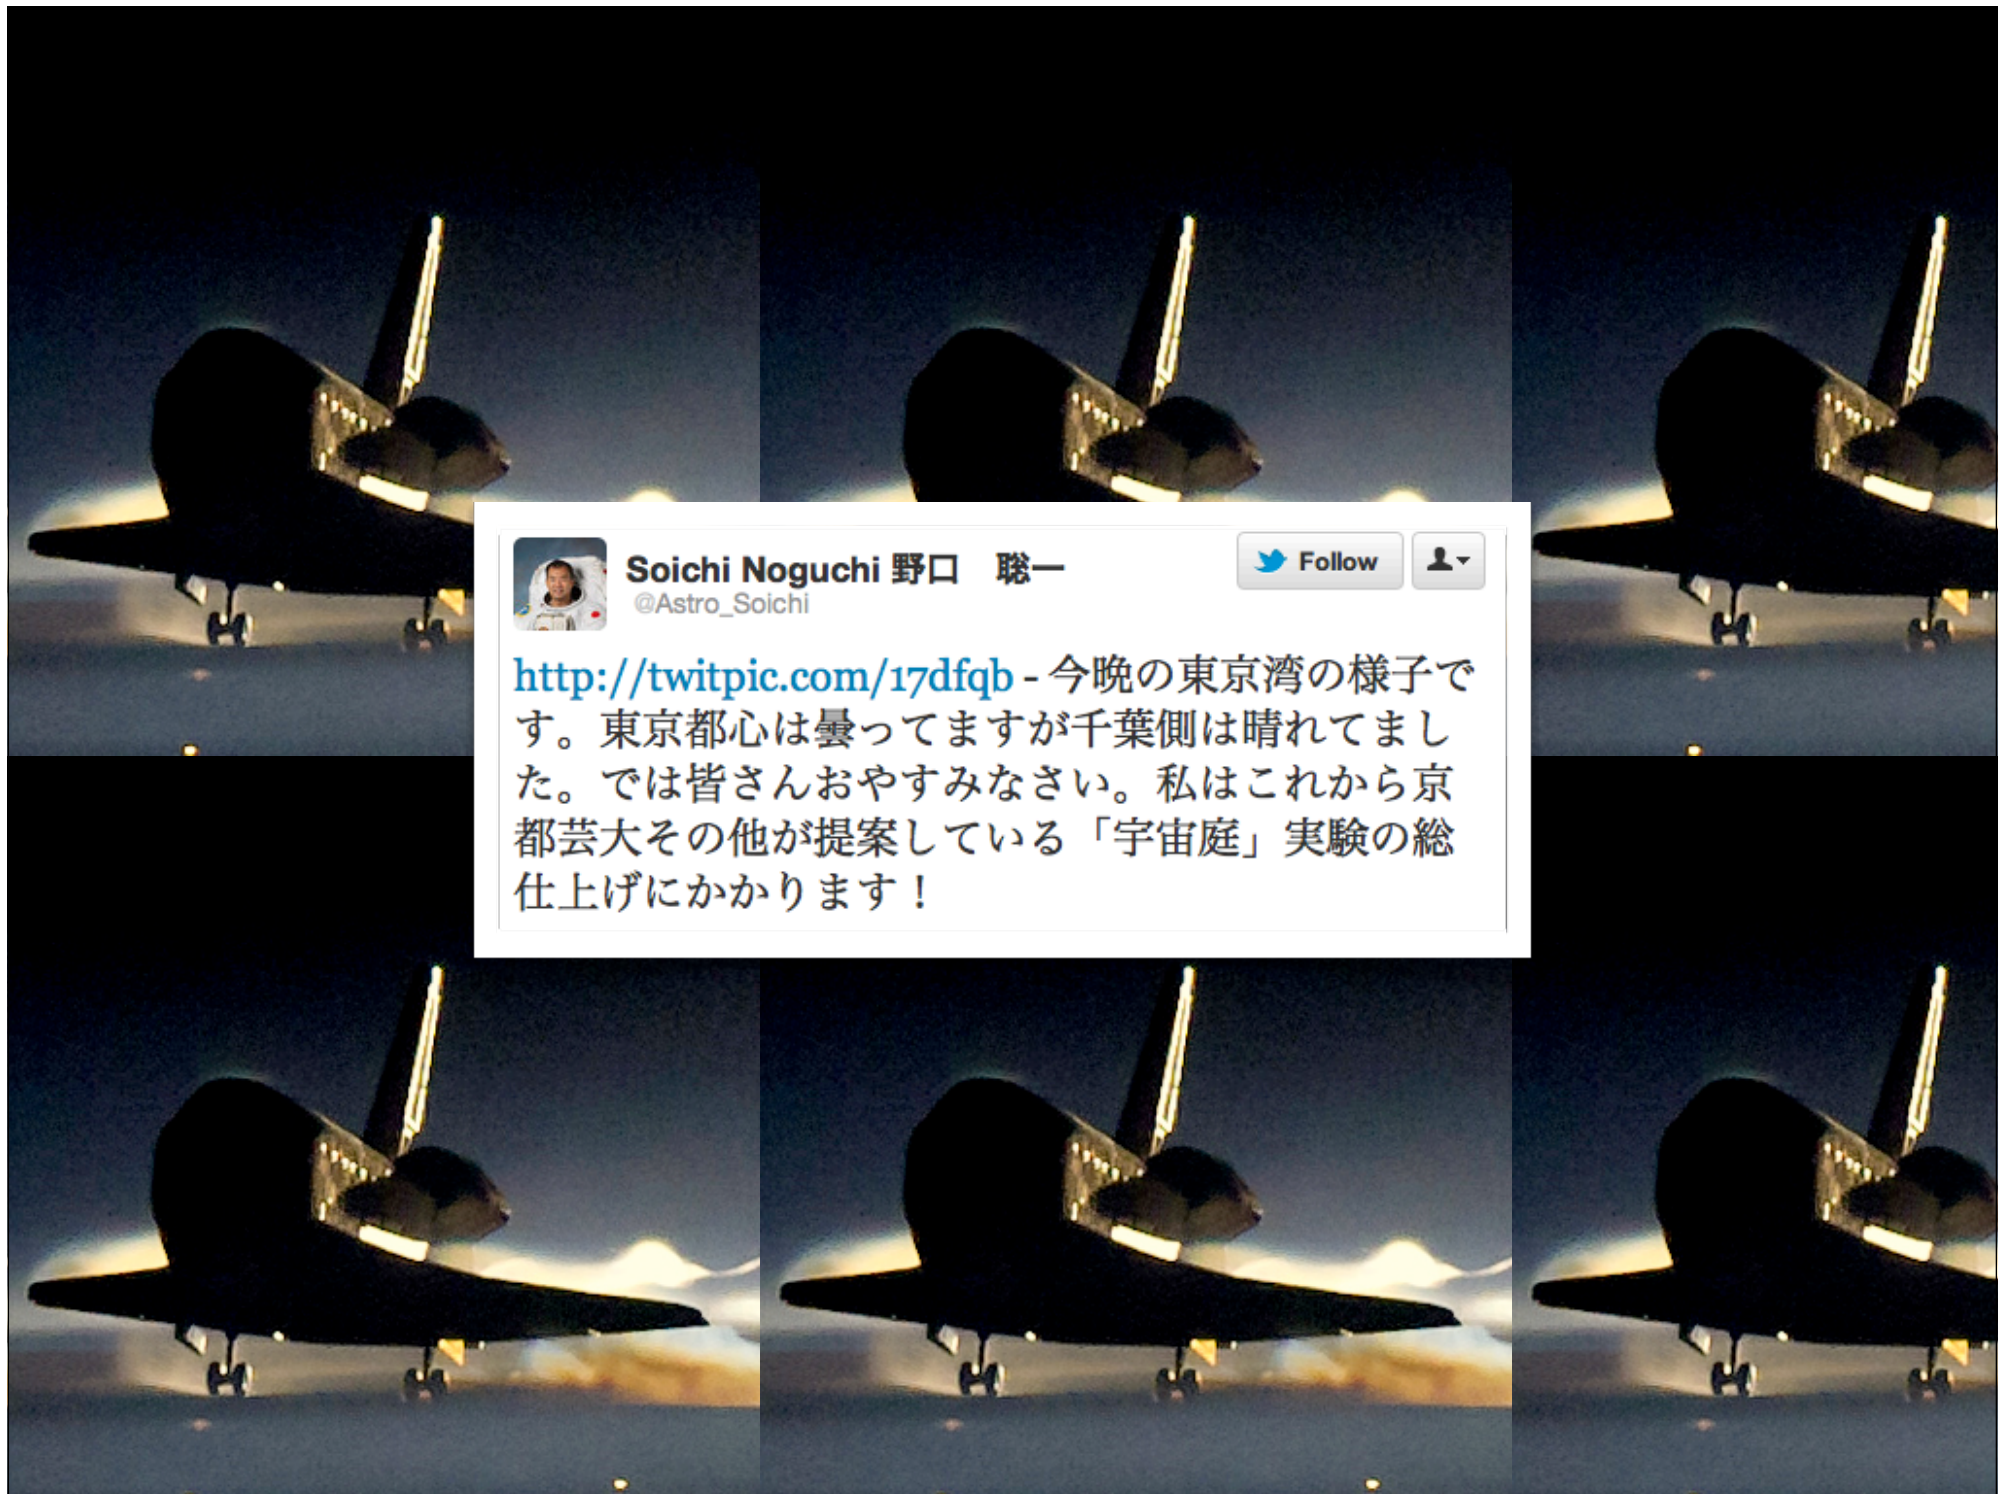 Soichi Noguchi 野口　聡一
@Astro_Soichi
Follow
http://twitpic.com/17dfqb - 今晩の東京湾の様子で
す。東京都心は曇ってますが千葉側は晴れてまし
た。では皆さんおやすみなさい。私はこれから京
都芸大その他が提案している「宇宙庭」実験の総
仕上げにかかります！